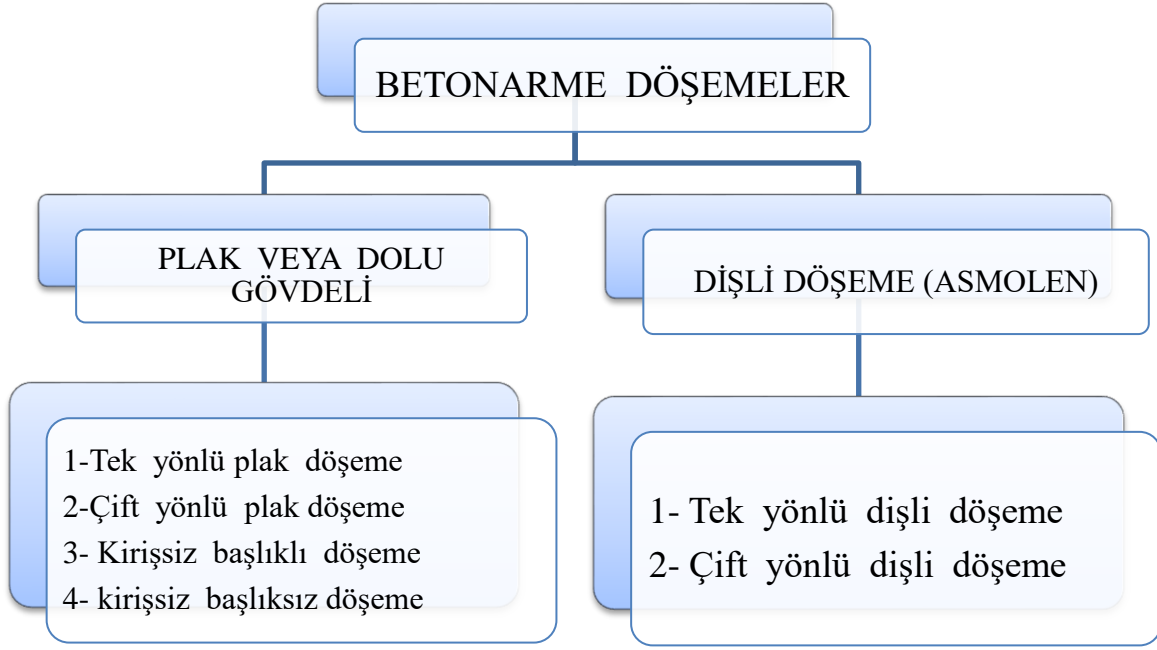 BETONARME DÖŞEMELER
PLAK VEYA DOLU
GÖVDELİ
DİŞLİ DÖŞEME (ASMOLEN)
1-Tek yönlü plak döşeme
2-Çift yönlü plak döşeme
3- Kirişsiz başlıklı döşeme
4- kirişsiz başlıksız döşeme
1- Tek yönlü dişli döşeme
2- Çift yönlü dişli döşeme